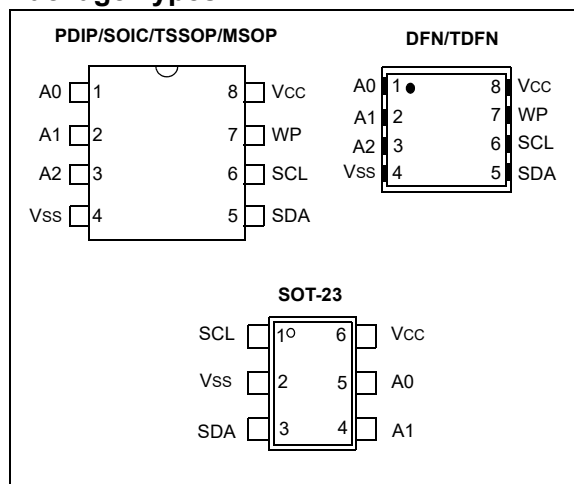 PDIP/SOIC/TSSOP/MSOP
A0 1 8 VCC
A1 2 7 WP
A2 3 6 SCL
VSS 4 5 SDA
DFN/TDFN
A0 1 8 VCC
A1 2 7 WP
A2 3 6 SCL
VSS 4 5 SDA
SOT-23
SCL 1 6 VCC
VSS 2 5 A0
SDA 3 4 A1